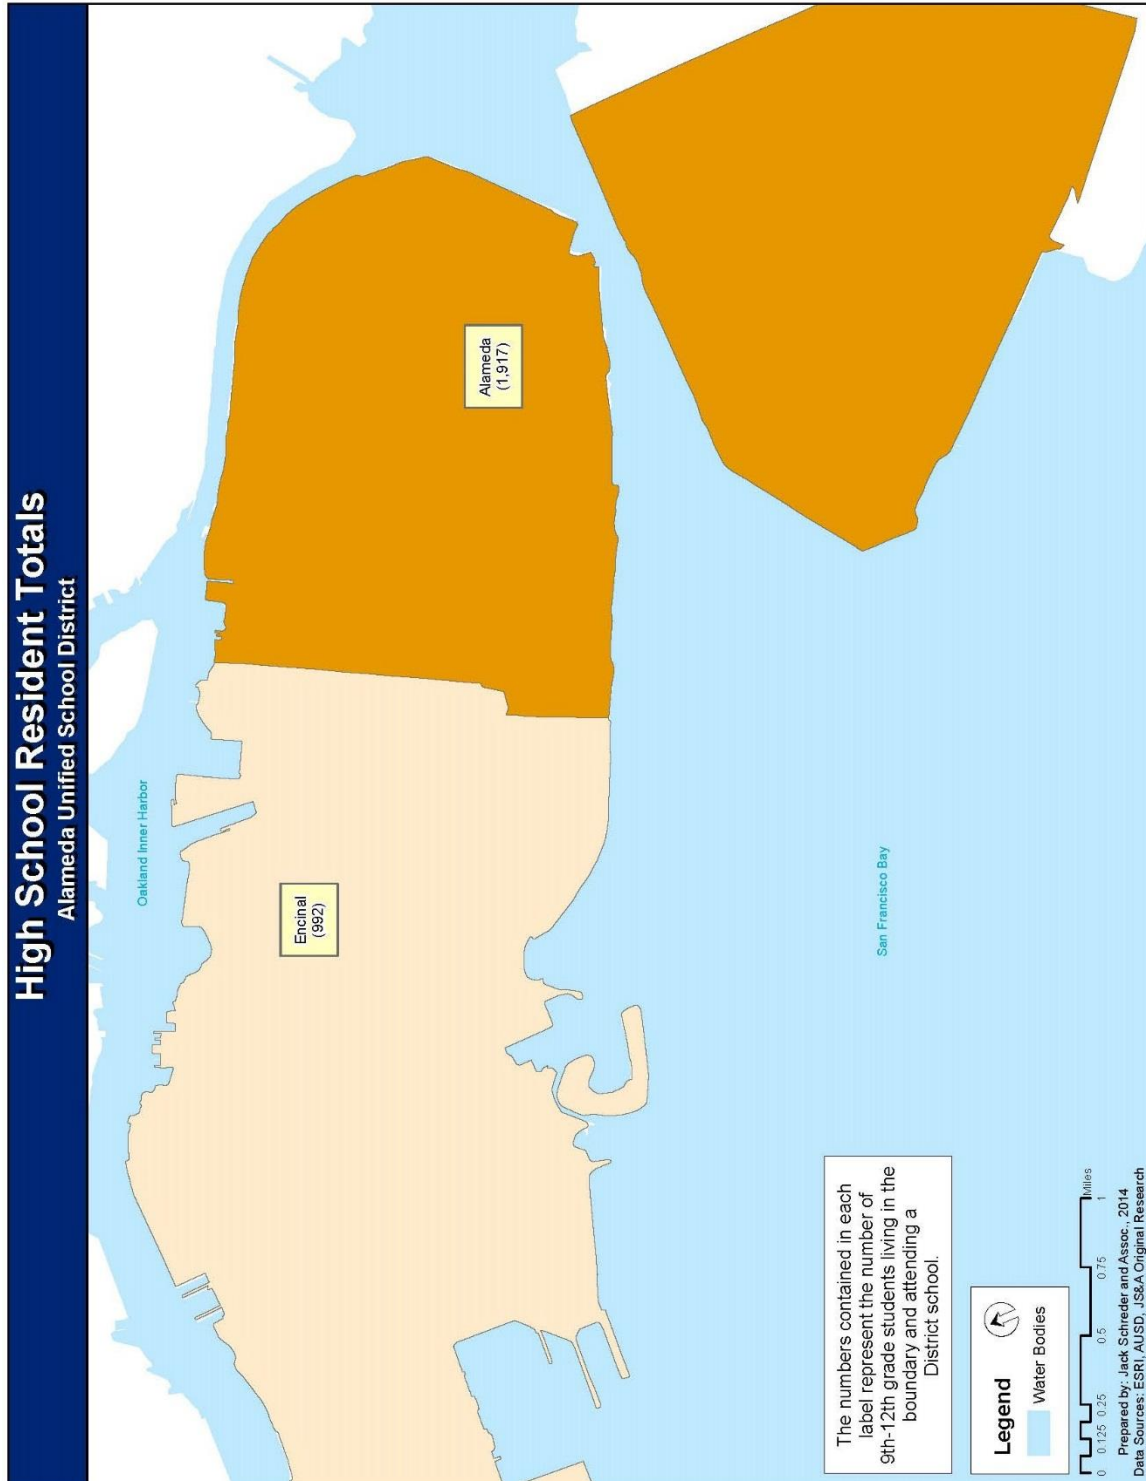 High School Resident Totals
Alameda Unified School District
Oakland Inner Harbor
Encinal
(992)
Alameda
(1,917)
San Francisco Bay
The numbers contained in each
label represent the number of
9th-12th grade students living in the
boundary and attending a
District school.
Legend
Water Bodies
Miles
0 0.125 0.25 0.5 0.75 1
Prepared by: Jack Schreder and Assoc., 2014
Data Sources: ESRI, AUSD, JS&A Original Research